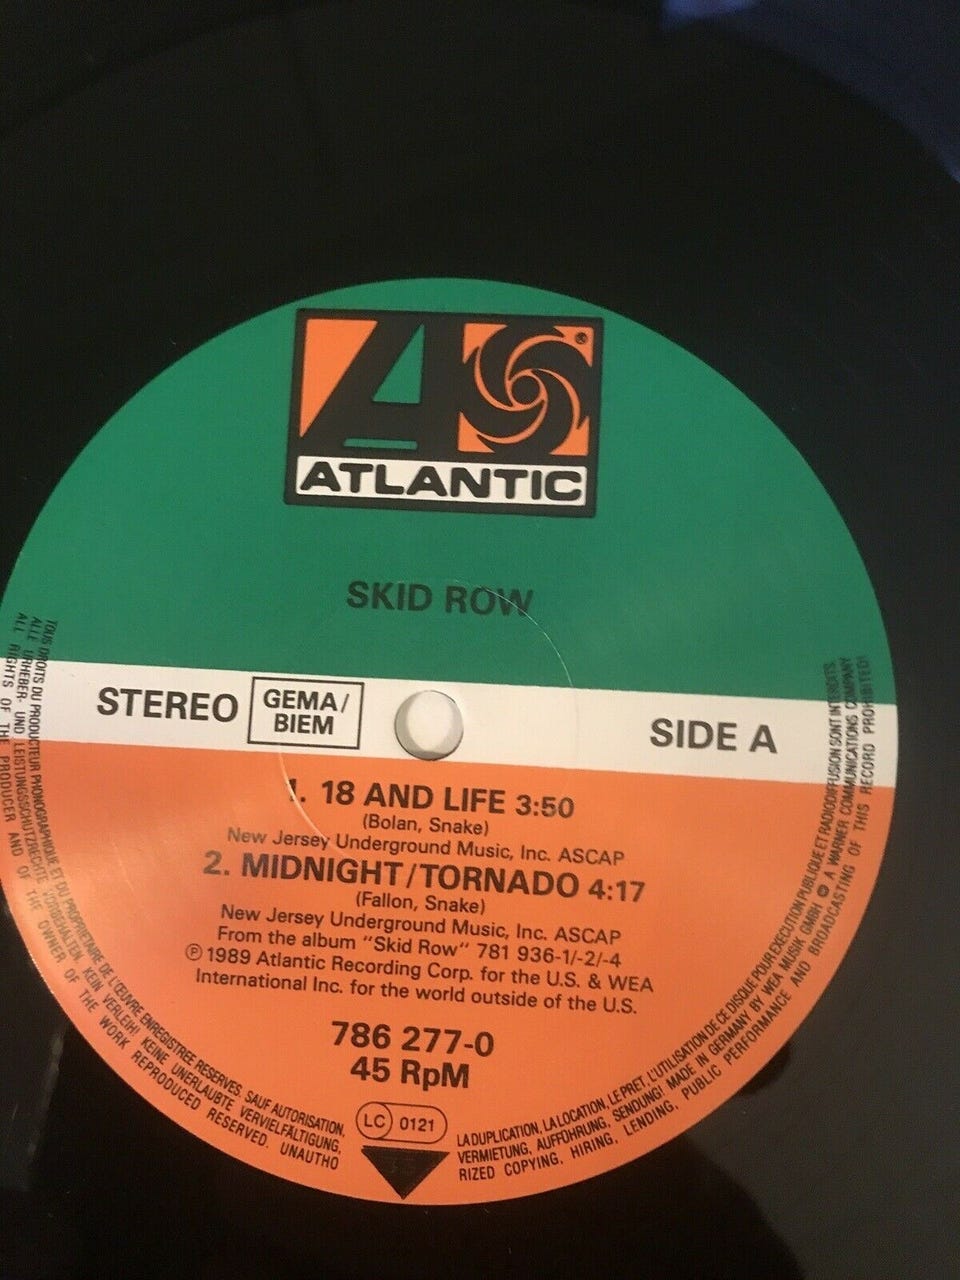 ATLANTIC
®
SKID ROW
STEREO
GEMA/
BIEM
SIDE A
1. 18 AND LIFE 3:50
(Bolan, Snake)
New Jersey Underground Music, Inc. ASCAP
2. MIDNIGHT/TORNADO 4:17
(Fallon, Snake)
New Jersey Underground Music, Inc. ASCAP
From the album "Skid Row" 781 936-1/-2/-4
℗ 1989 Atlantic Recording Corp. for the U.S. & WEA
International Inc. for the world outside of the U.S.
786 277-0
45 RpM
LC 0121
TOUS DROITS DU PRODUCTEUR PHONOGRAPHIQUE ET DU PROPRIETAIRE DE L'ŒUVRE ENREGISTREE RESERVES. SAUF AUTORISATION, LA DUPLICATION, LA LOCATION, LE PRET, L'UTILISATION DE CE DISQUE POUR EXECUTION PUBLIQUE ET RADIODIFFUSION SONT INTERDITS.
ALLE URHEBER- UND LEISTUNGSSCHUTZRECHTE VORBEHALTEN. KEIN VERLEIH! KEINE UNERLAUBTE VERVIELFÄLTIGUNG, VERMIETUNG, AUFFÜHRUNG, SENDUNG! MADE IN GERMANY BY WEA MUSIK GMBH A WARNER COMMUNICATIONS COMPANY
ALL RIGHTS OF THE PRODUCER AND OF THE OWNER OF THE WORK REPRODUCED RESERVED. UNAUTHORIZED COPYING, HIRING, LENDING, PUBLIC PERFORMANCE AND BROADCASTING OF THIS RECORD PROHIBITED!